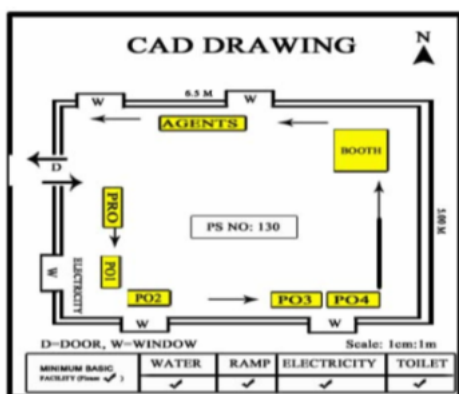 CAD DRAWING
N
6.5 M
W
W
AGENTS
BOOTH
D
PRO
PS NO: 130
5.00 M
ELECTRICITY
W
PO1
PO2
PO3
PO4
W
W
D=DOOR, W=WINDOW
Scale: 1cm:1m
MINIMUM BASIC
FACILITY (Please ✓)
WATER
RAMP
ELECTRICITY
TOILET
✓
✓
✓
✓